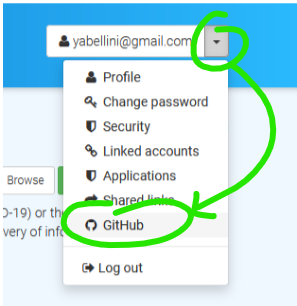 yabellini@gmail.com
Profile
Change password
Security
Linked accounts
Browse
Applications
Shared links
0-19) or th
GitHub
very of info
Log out